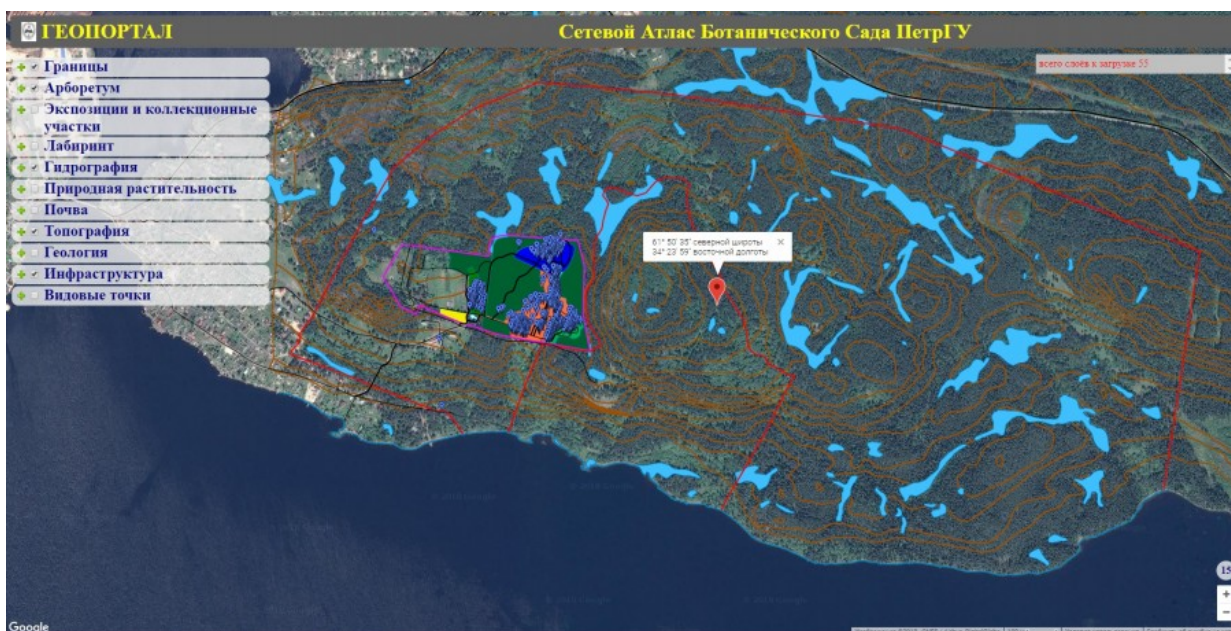 ГЕОПОРТАЛ
Сетевой Атлас Ботанического Сада ПетрГУ
Границы
Арборетум
Экспозиции и коллекционные
участки
Лабиринт
Гидрография
Природная растительность
Почва
Топография
Геология
Инфраструктура
Видовые точки
всего слоёв к загрузке 55
61° 50' 35" северной широты
34° 23' 59" восточной долготы
15
+
−
Google